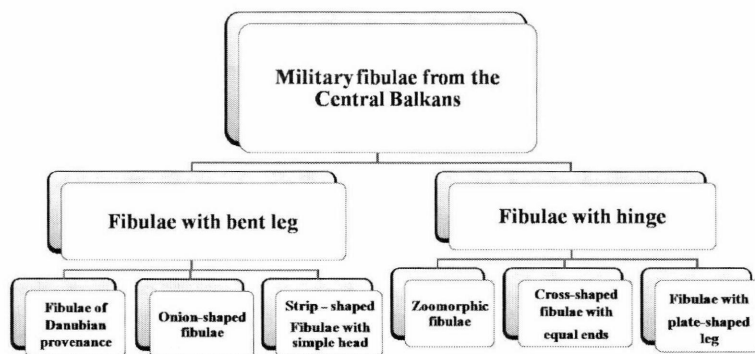 Military fibulae from the
Central Balkans
Fibulae with bent leg
Fibulae with hinge
Fibulae of
Danubian
provenance
Onion-shaped
fibulae
Strip – shaped
Fibulae with
simple head
Zoomorphic
fibulae
Cross-shaped
fibulae with
equal ends
Fibulae with
plate-shaped
leg